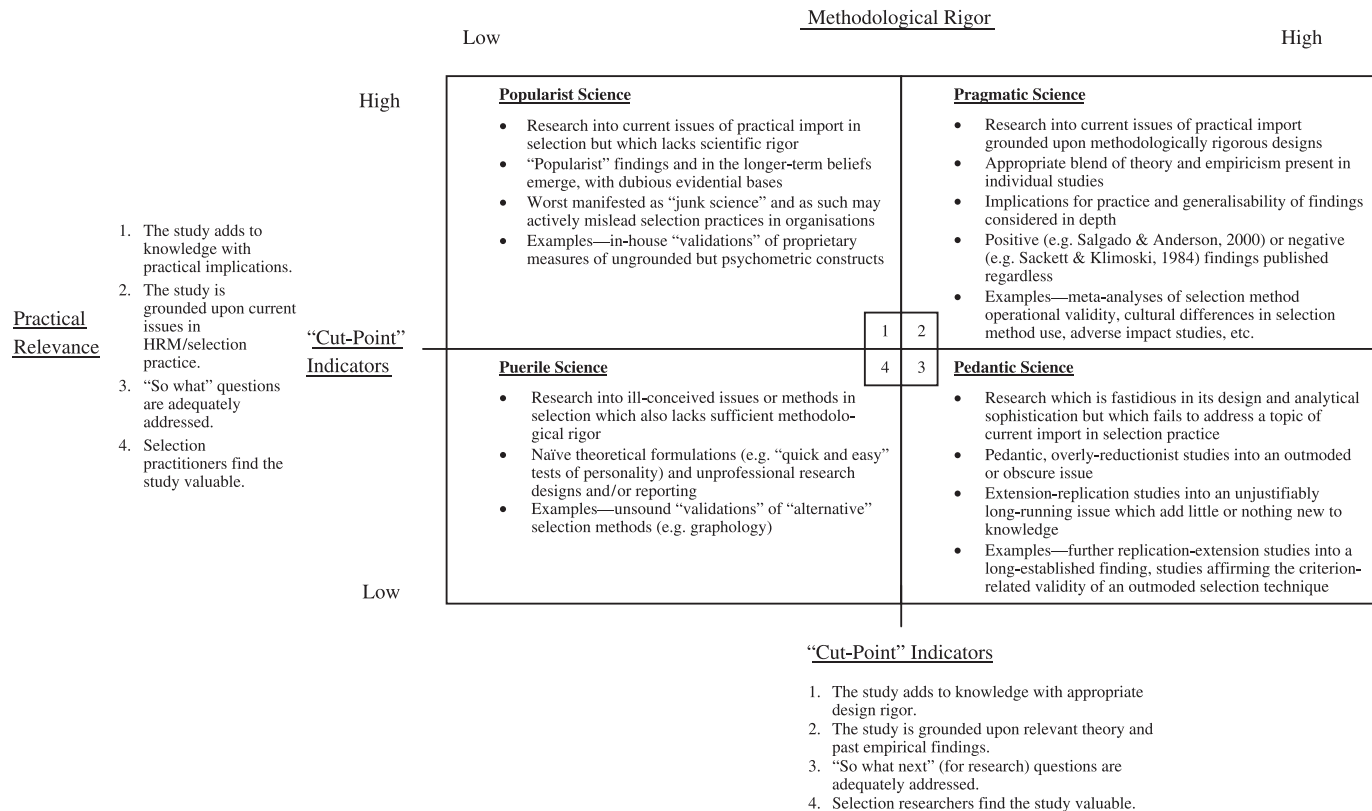 Methodological Rigor
Low
High
High
Popularist Science
• Research into current issues of practical import in
selection but which lacks scientific rigor
• “Popularist” findings and in the longer-term beliefs
emerge, with dubious evidential bases
• Worst manifested as “junk science” and as such may
actively mislead selection practices in organisations
• Examples—in-house “validations” of proprietary
measures of ungrounded but psychometric constructs
Pragmatic Science
• Research into current issues of practical import
grounded upon methodologically rigorous designs
• Appropriate blend of theory and empiricism present in
individual studies
• Implications for practice and generalisability of findings
considered in depth
• Positive (e.g. Salgado & Anderson, 2000) or negative
(e.g. Sackett & Klimoski, 1984) findings published
regardless
• Examples—meta-analyses of selection method
operational validity, cultural differences in selection
method use, adverse impact studies, etc.
Practical
Relevance
1. The study adds to
knowledge with
practical implications.
2. The study is
grounded upon current
issues in
HRM/selection
practice.
3. “So what” questions
are adequately
addressed.
4. Selection
practitioners find the
study valuable.
“Cut-Point”
Indicators
1 2
4 3
Puerile Science
• Research into ill-conceived issues or methods in
selection which also lacks sufficient methodolo-
gical rigor
• Naïve theoretical formulations (e.g. “quick and easy”
tests of personality) and unprofessional research
designs and/or reporting
• Examples—unsound “validations” of “alternative”
selection methods (e.g. graphology)
Pedantic Science
• Research which is fastidious in its design and analytical
sophistication but which fails to address a topic of
current import in selection practice
• Pedantic, overly-reductionist studies into an outmoded
or obscure issue
• Extension-replication studies into an unjustifiably
long-running issue which add little or nothing new to
knowledge
• Examples—further replication-extension studies into a
long-established finding, studies affirming the criterion-
related validity of an outmoded selection technique
Low
“Cut-Point” Indicators
1. The study adds to knowledge with appropriate
design rigor.
2. The study is grounded upon relevant theory and
past empirical findings.
3. “So what next” (for research) questions are
adequately addressed.
4. Selection researchers find the study valuable.